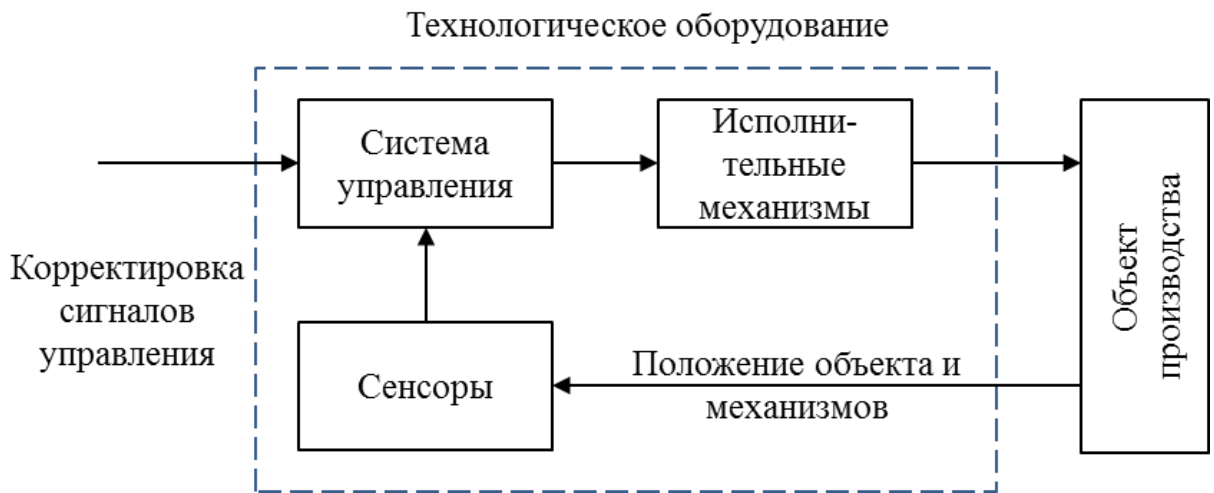 Технологическое оборудование
Система
управления
Исполни-
тельные
механизмы
Объект
производства
Корректировка
сигналов
управления
Сенсоры
Положение объекта и
механизмов